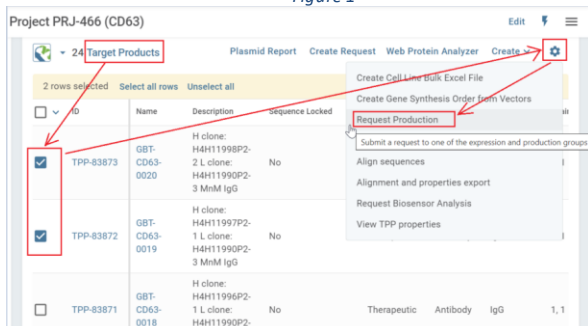 Figure 1
Project PRJ-466 (CD63)
Edit
24 Target Products
Plasmid Report Create Request Web Protein Analyzer Create
2 rows selected Select all rows Unselect all
ID Name Description Sequence Locked
Create Cell Line Bulk Excel File
Create Gene Synthesis Order from Vectors
Request Production
Submit a request to one of the expression and production groups
Align sequences
Alignment and properties export
Request Biosensor Analysis
View TPP properties
TPP-83873
GBT-
CD63-
0020
H clone:
H4H11998P2-
2 L clone:
H4H11990P2-
3 MnM IgG
No
TPP-83872
GBT-
CD63-
0019
H clone:
H4H11997P2-
1 L clone:
H4H11990P2-
3 MnM IgG
No
TPP-83871
GBT-
CD63-
0018
H clone:
H4H11996P2-
1 L clone:
H4H11990P2-
No
Therapeutic Antibody IgG 1, 1